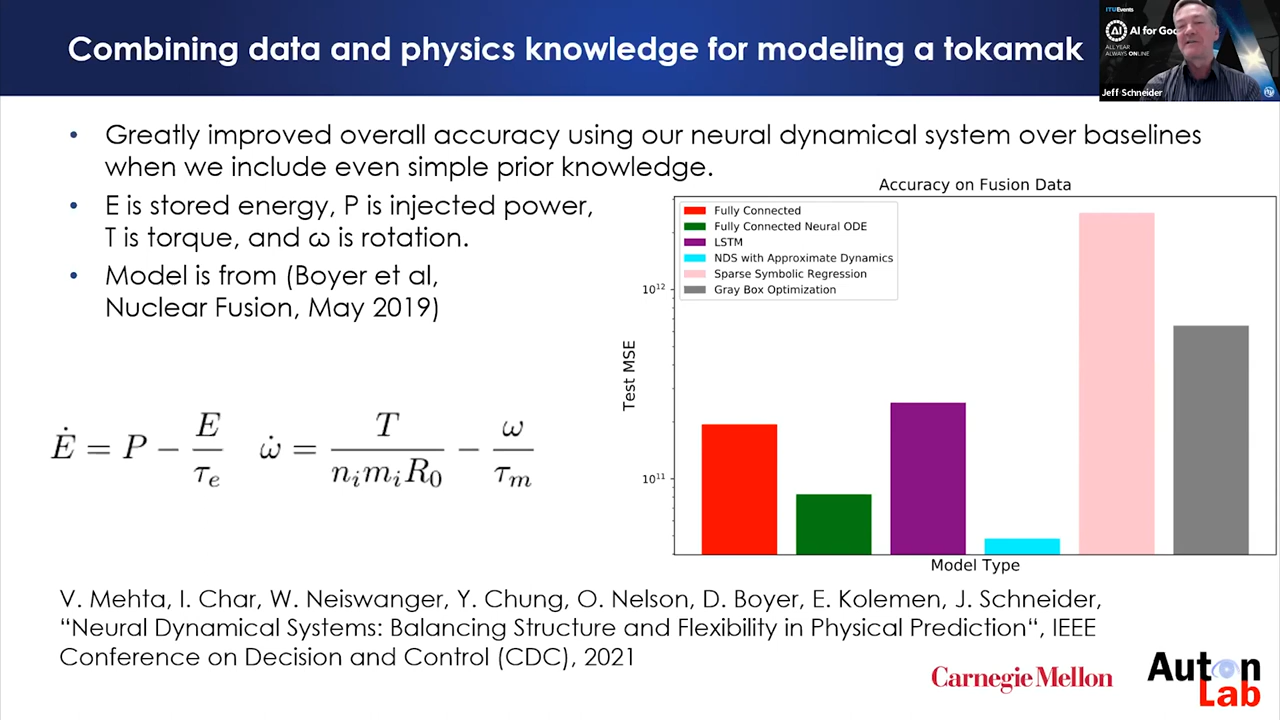 Combining data and physics knowledge for modeling a tokamak
ITUEvents
AI for Goo
ALL YEAR
ALWAYS ONLINE
Jeff Schneider
• Greatly improved overall accuracy using our neural dynamical system over baselines
when we include even simple prior knowledge.
• E is stored energy, P is injected power,
T is torque, and ω is rotation.
• Model is from (Boyer et al,
Nuclear Fusion, May 2019)
Ė = P − E/τₑ   ω̇ = T/(nᵢmᵢR₀) − ω/τₘ
Accuracy on Fusion Data
Fully Connected
Fully Connected Neural ODE
LSTM
NDS with Approximate Dynamics
Sparse Symbolic Regression
Gray Box Optimization
10¹²
10¹¹
Test MSE
Model Type
V. Mehta, I. Char, W. Neiswanger, Y. Chung, O. Nelson, D. Boyer, E. Kolemen, J. Schneider,
“Neural Dynamical Systems: Balancing Structure and Flexibility in Physical Prediction“, IEEE
Conference on Decision and Control (CDC), 2021
Carnegie Mellon
Auton
Lab